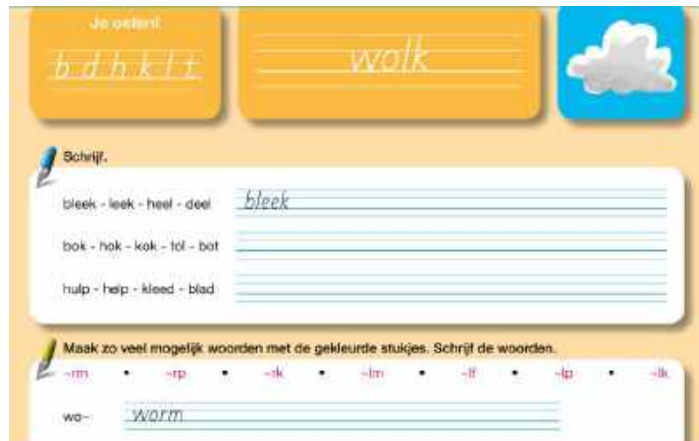 Je oefent
b d h k l t
wolk
Schrijf.
bleek - leek - heel - deel
bleek
bok - hok - kok - tol - bot
hulp - help - kleed - blad
Maak zo veel mogelijk woorden met de gekleurde stukjes. Schrijf de woorden.
-rm • -rp • -rk • -lm • -lf • -lp • -lk
wo-
worm